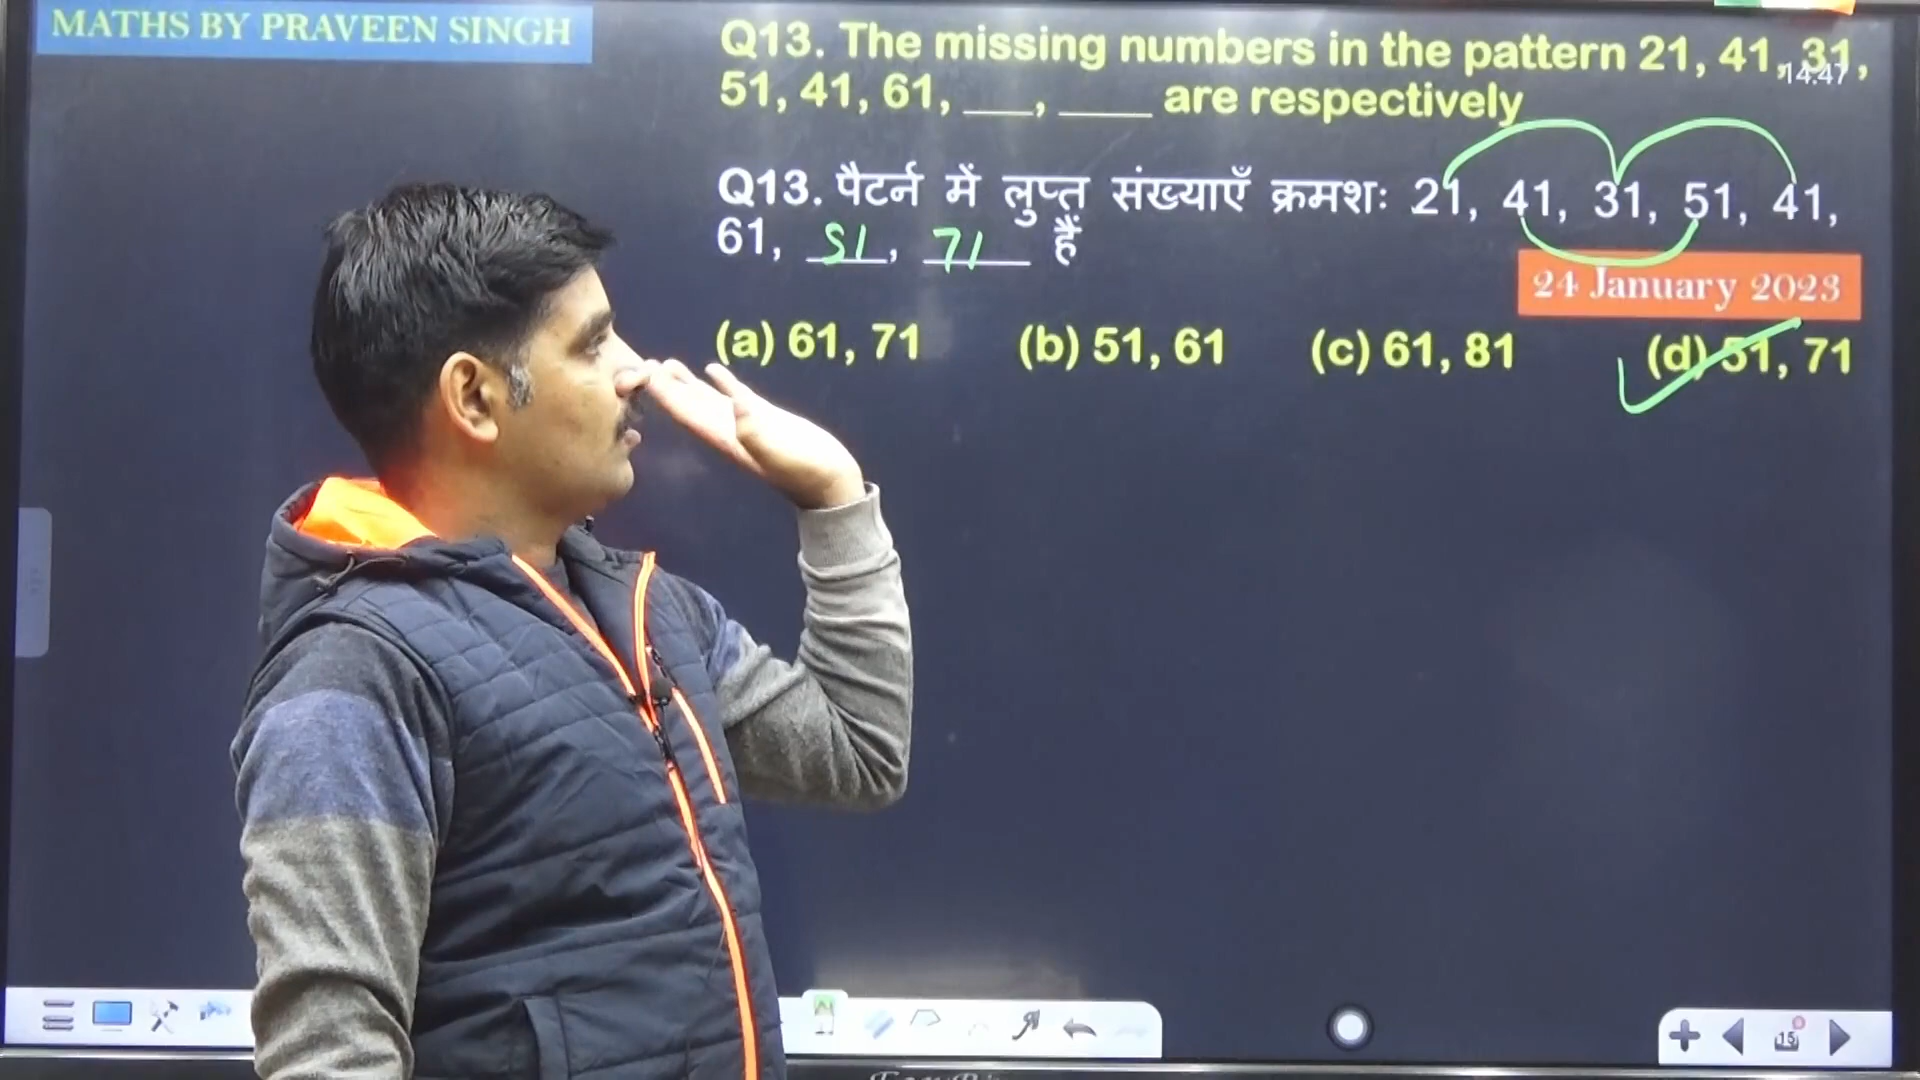 MATHS BY PRAVEEN SINGH
Q13. The missing numbers in the pattern 21, 41, 31,
14:47
51, 41, 61, ___, ____ are respectively
Q13. पैटर्न में लुप्त संख्याएँ क्रमशः 21, 41, 31, 51, 41,
61, 51, 71 हैं
24 January 2023
(a) 61, 71 (b) 51, 61 (c) 61, 81 (d) 51, 71
15